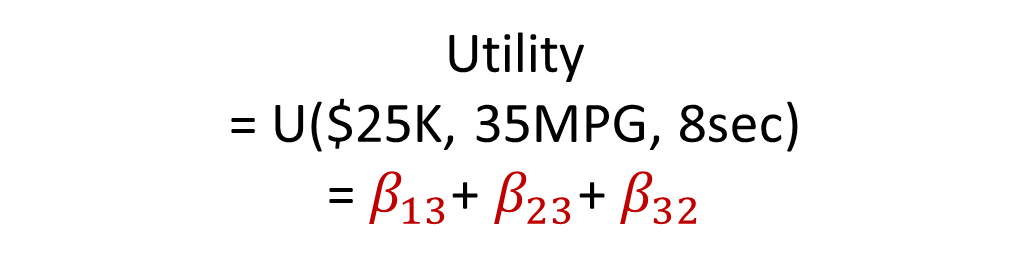 Utility
= U($25K, 35MPG, 8sec)
= 𝛽₁₃+ 𝛽₂₃+ 𝛽₃₂